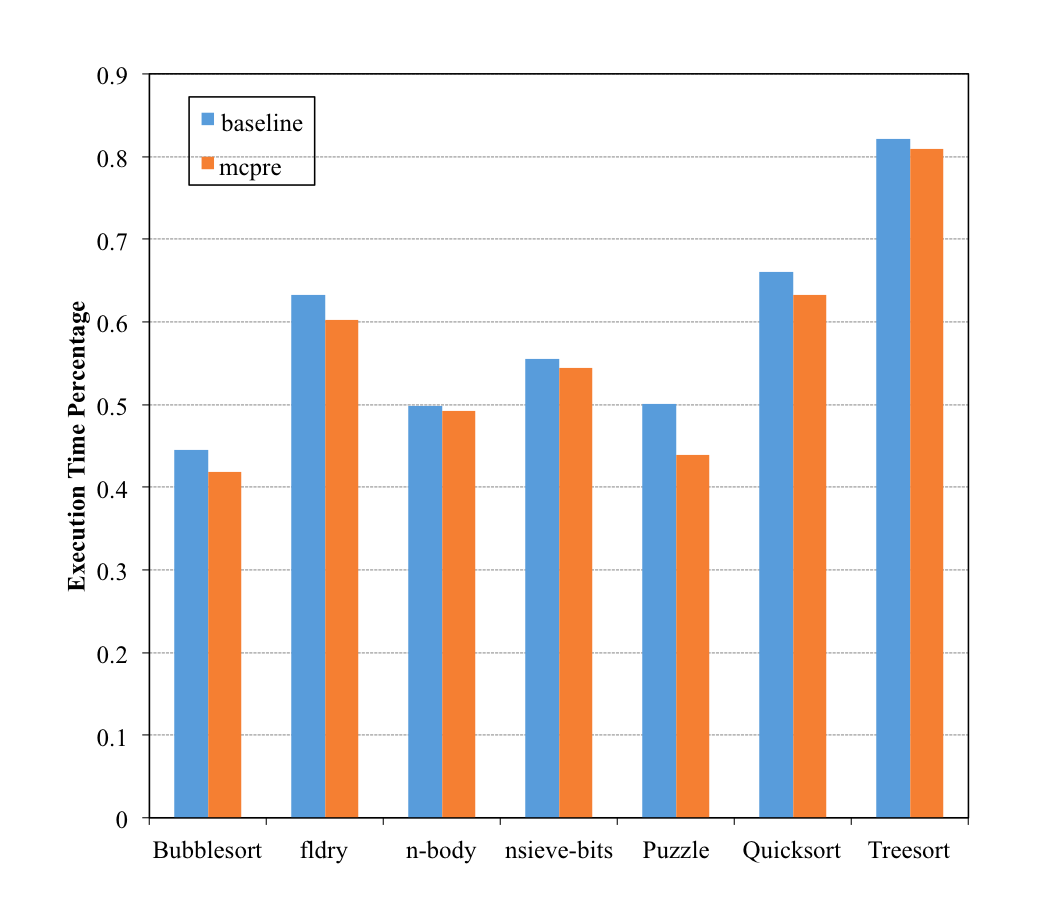 0.9
0.8
0.7
0.6
0.5
0.4
0.3
0.2
0.1
0
Execution Time Percentage
baseline
mcpre
Bubblesort fldry n-body nsieve-bits Puzzle Quicksort Treesort